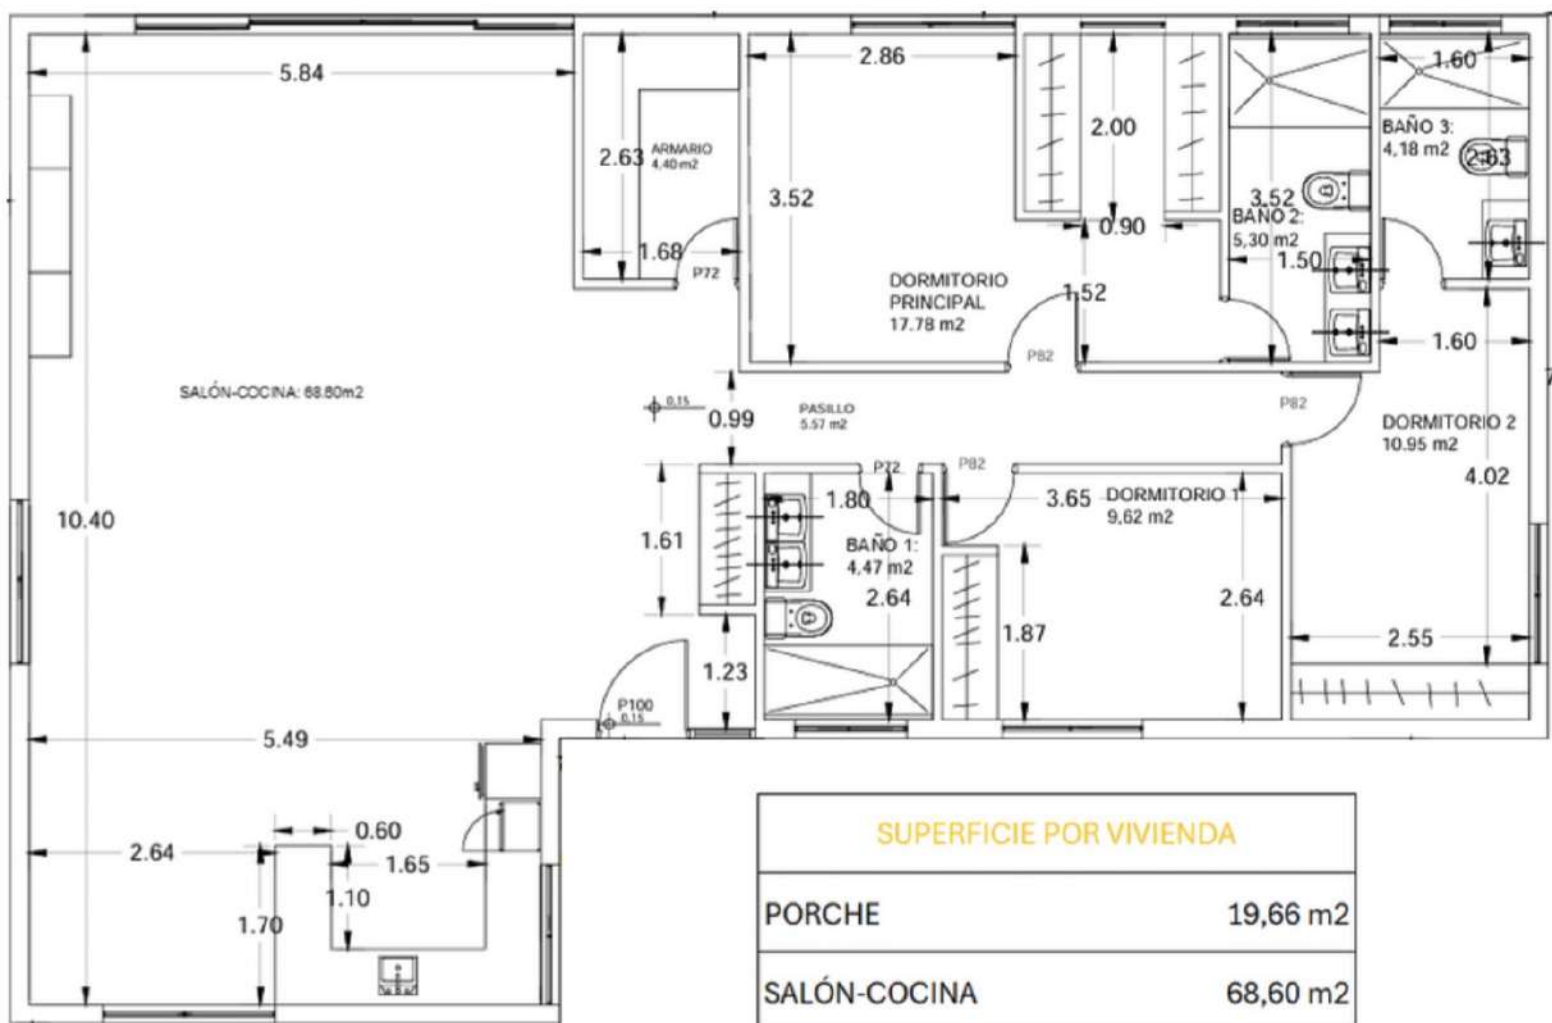 5.84
2.86
1.60
2.00
BAÑO 3:
4,18 m2
2.63
ARMARIO
4,40 m2
2.63
3.52
3.52
BAÑO 2:
5,30 m2
0.90
1.50
1.68
P72
DORMITORIO
PRINCIPAL
17.78 m2
1.52
1.60
P82
SALÓN-COCINA: 68.60m2
0,15
0.99
PASILLO
5.57 m2
P82
DORMITORIO 2
10.95 m2
4.02
P72
P82
1.80
3.65
DORMITORIO 1
9,62 m2
10.40
1.61
BAÑO 1:
4,47 m2
2.64
2.64
1.87
2.55
1.23
P100
0,15
5.49
0.60
2.64
1.65
1.10
1.70
SUPERFICIE POR VIVIENDA
PORCHE 19,66 m2
SALÓN-COCINA 68,60 m2